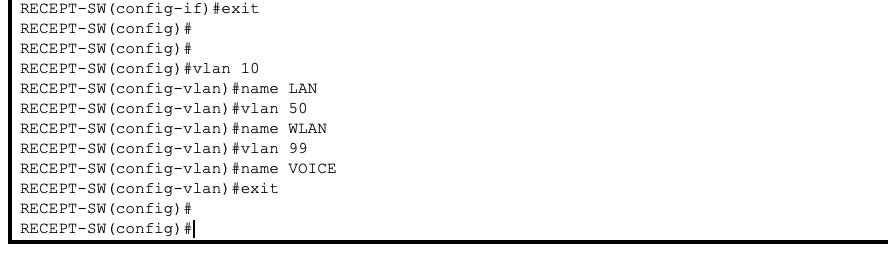 RECEPT-SW(config-if)#exit
RECEPT-SW(config)#
RECEPT-SW(config)#
RECEPT-SW(config)#vlan 10
RECEPT-SW(config-vlan)#name LAN
RECEPT-SW(config-vlan)#vlan 50
RECEPT-SW(config-vlan)#name WLAN
RECEPT-SW(config-vlan)#vlan 99
RECEPT-SW(config-vlan)#name VOICE
RECEPT-SW(config-vlan)#exit
RECEPT-SW(config)#
RECEPT-SW(config)#